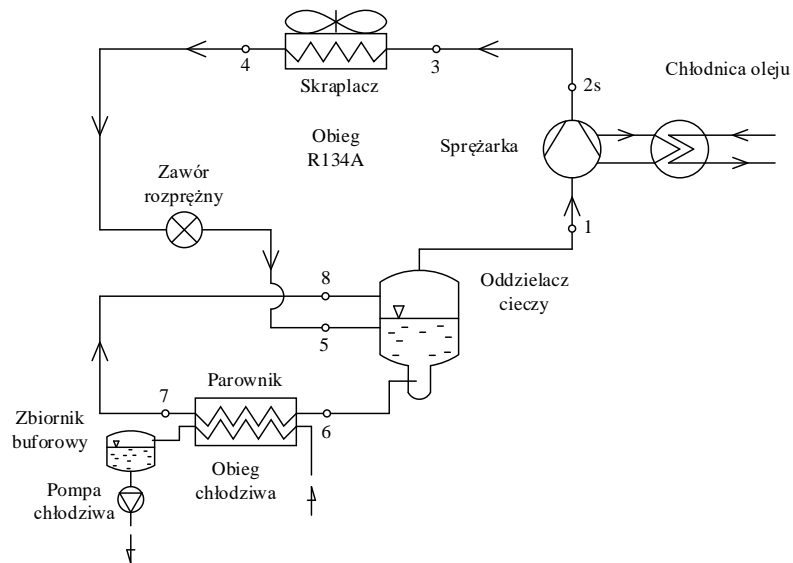 4
3
Skraplacz
2s
Chłodnica oleju
Obieg
R134A
Sprężarka
Zawór
rozprężny
1
8
5
Oddzielacz
cieczy
7
Parownik
6
Zbiornik
buforowy
Obieg
chłodziwa
Pompa
chłodziwa